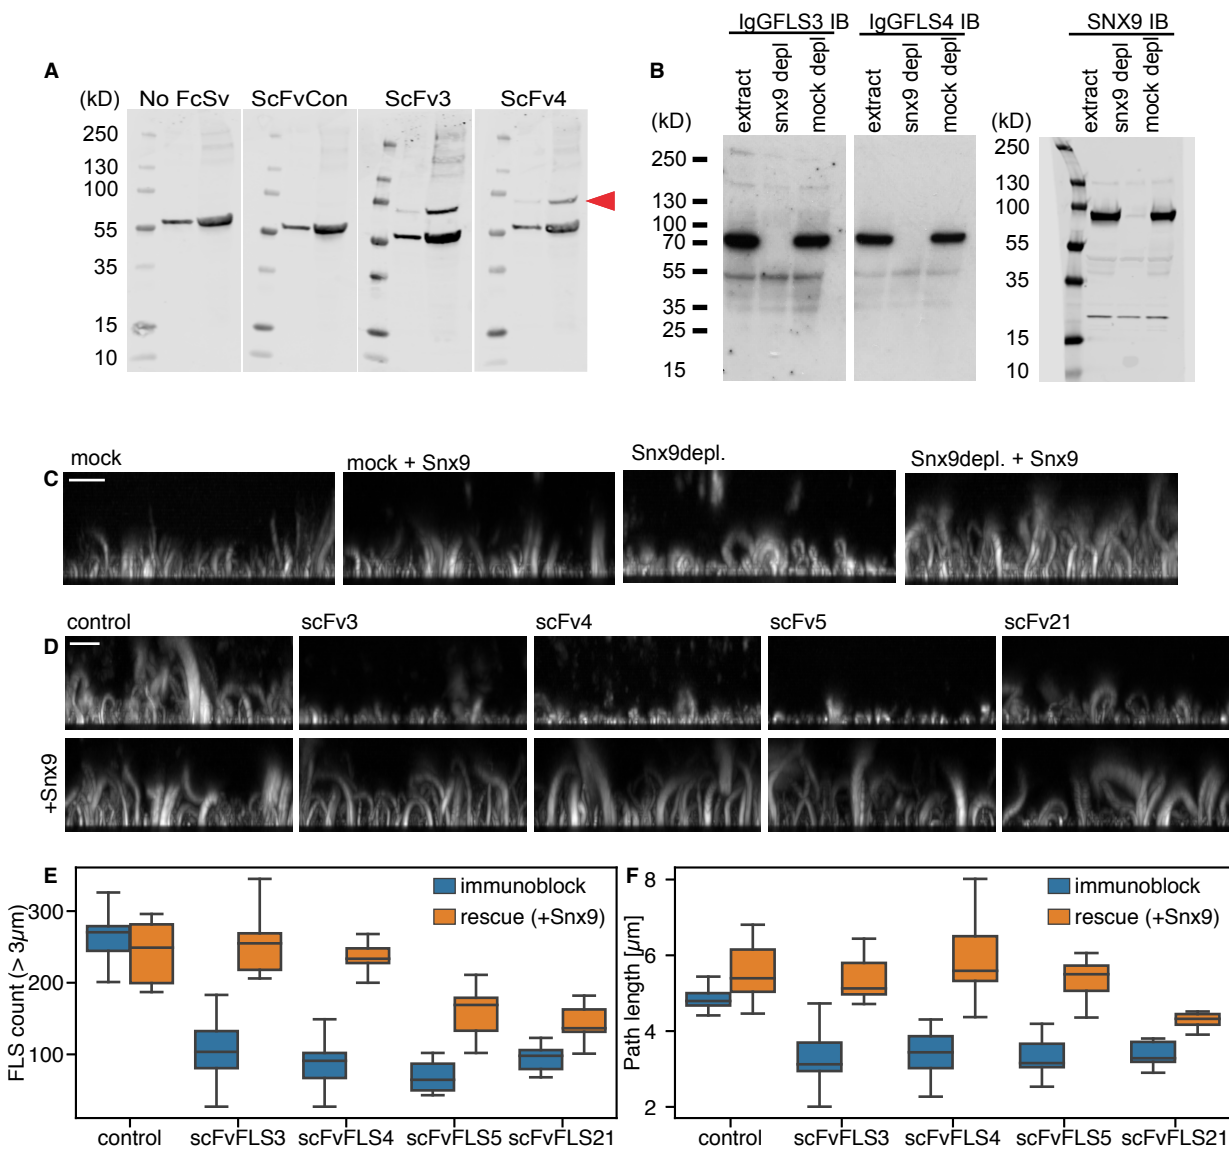 A
(kD)
No FcSv
ScFvCon
ScFv3
ScFv4
250
130
100
55
35
15
10
B
IgGFLS3 IB
IgGFLS4 IB
SNX9 IB
extract
snx9 depl
mock depl
extract
snx9 depl
mock depl
extract
snx9 depl
mock depl
(kD)
250
130
100
70
55
35
25
15
(kD)
250
130
100
55
35
15
10
C
mock
mock + Snx9
Snx9depl.
Snx9depl. + Snx9
D
control
scFv3
scFv4
scFv5
scFv21
+Snx9
E
FLS count (> 3µm)
300
200
100
immunoblock
rescue (+Snx9)
control
scFvFLS3
scFvFLS4
scFvFLS5
scFvFLS21
F
Path length [µm]
8
6
4
2
immunoblock
rescue (+Snx9)
control
scFvFLS3
scFvFLS4
scFvFLS5
scFvFLS21